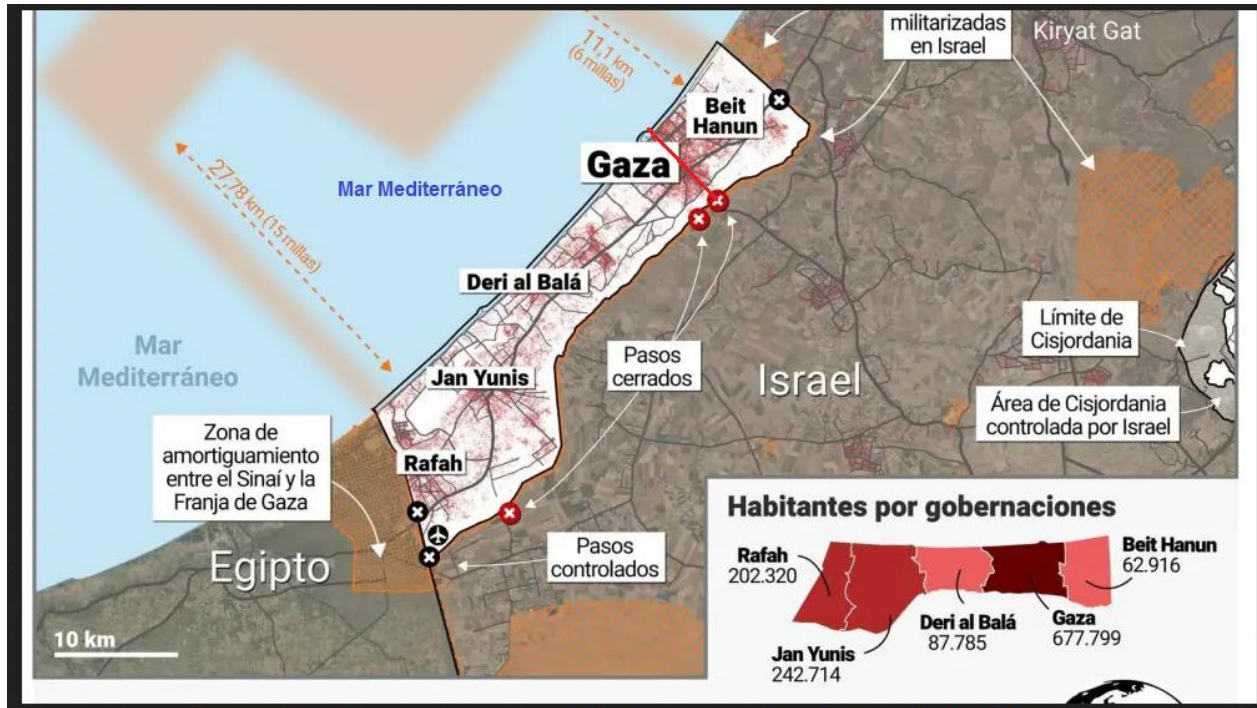 militarizadas
en Israel
Kiryat Gat
11,1 km
(6 millas)
Beit
Hanun
Gaza
27,78 km (15 millas)
Mar Mediterráneo
Deri al Balá
Mar
Mediterráneo
Límite de
Cisjordania
Pasos
cerrados
Israel
Jan Yunis
Área de Cisjordania
controlada por Israel
Zona de
amortiguamiento
entre el Sinaí y la
Franja de Gaza
Rafah
Egipto
Pasos
controlados
10 km
Habitantes por gobernaciones
Rafah
202.320
Jan Yunis
242.714
Deri al Balá
87.785
Gaza
677.799
Beit Hanun
62.916